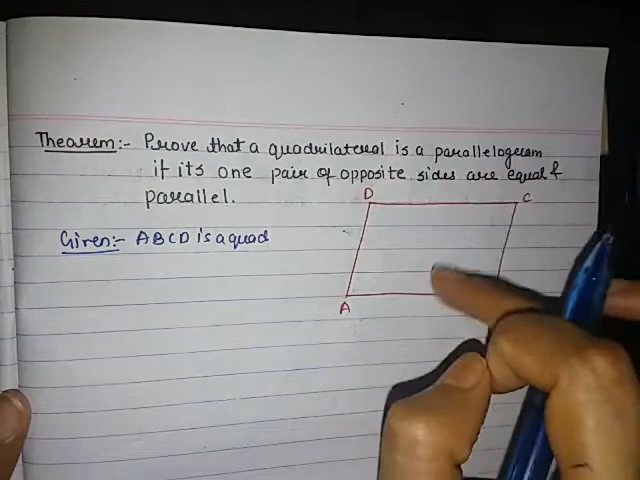 Thearem:- Prove that a quadrilateral is a parallelogram
if its one pair of opposite sides are equal &
parallel.
D
C
Given:- ABCD is a quad
A